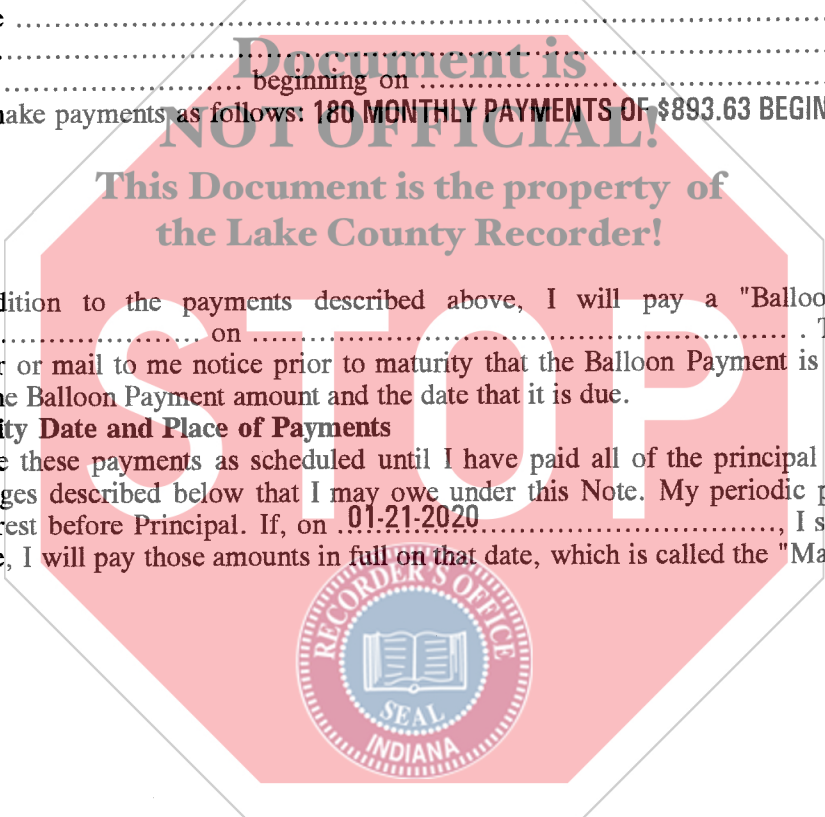 e ........................................................................
Document is
.........................................................................
........................ beginning on ........................................
nake payments as follows: 180 MONTHLY PAYMENTS OF $893.63 BEGIN
NOT OFFICIAL!
This Document is the property of
the Lake County Recorder!
dition to the payments described above, I will pay a "Balloo
........................ on ................................................................ . T
r or mail to me notice prior to maturity that the Balloon Payment is
ne Balloon Payment amount and the date that it is due.
ity Date and Place of Payments
e these payments as scheduled until I have paid all of the principal
ges described below that I may owe under this Note. My periodic p
rest before Principal. If, on 01-21-2020 ........................................, I s
e, I will pay those amounts in full on that date, which is called the "Ma
STOP
RECORDER'S OFFICE
SEAL
INDIANA